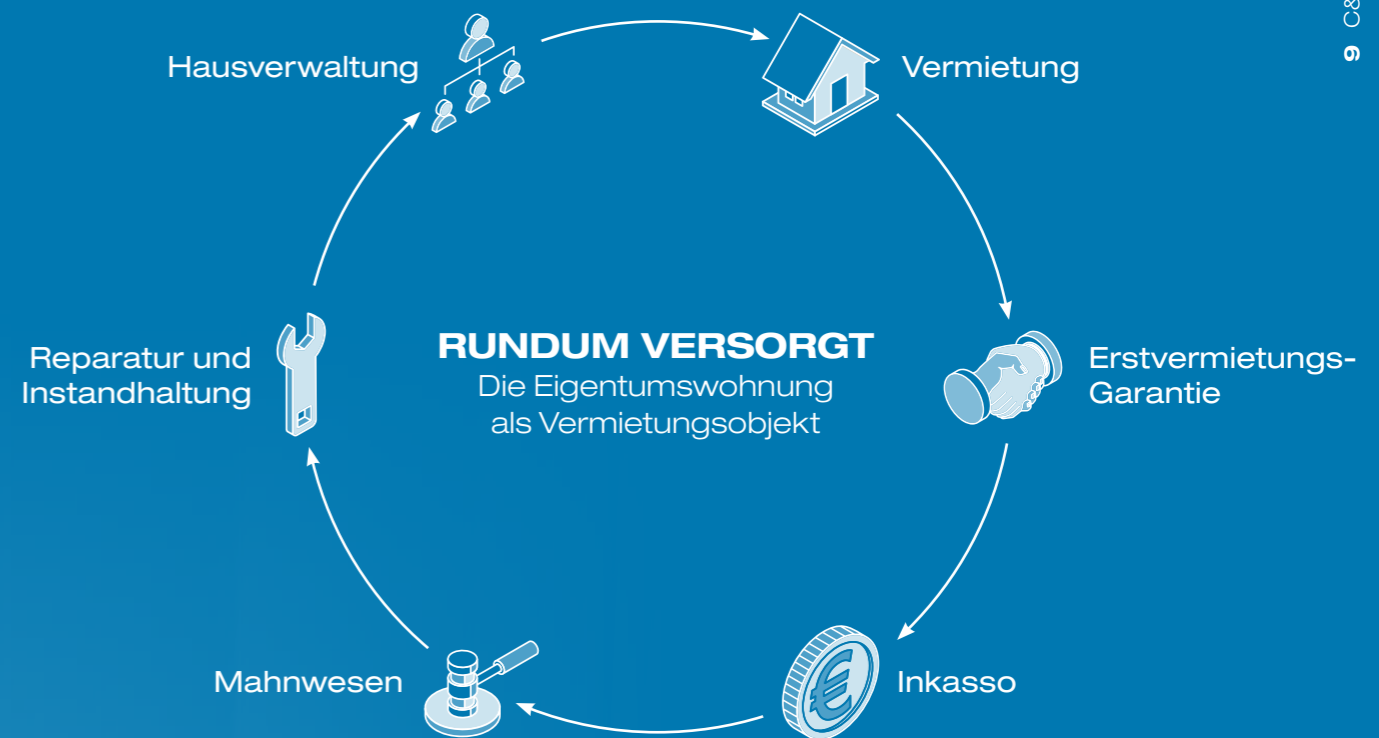 9 C&
Hausverwaltung
Vermietung
Erstvermietungs-
Garantie
Inkasso
Mahnwesen
Reparatur und
Instandhaltung
RUNDUM VERSORGT
Die Eigentumswohnung
als Vermietungsobjekt